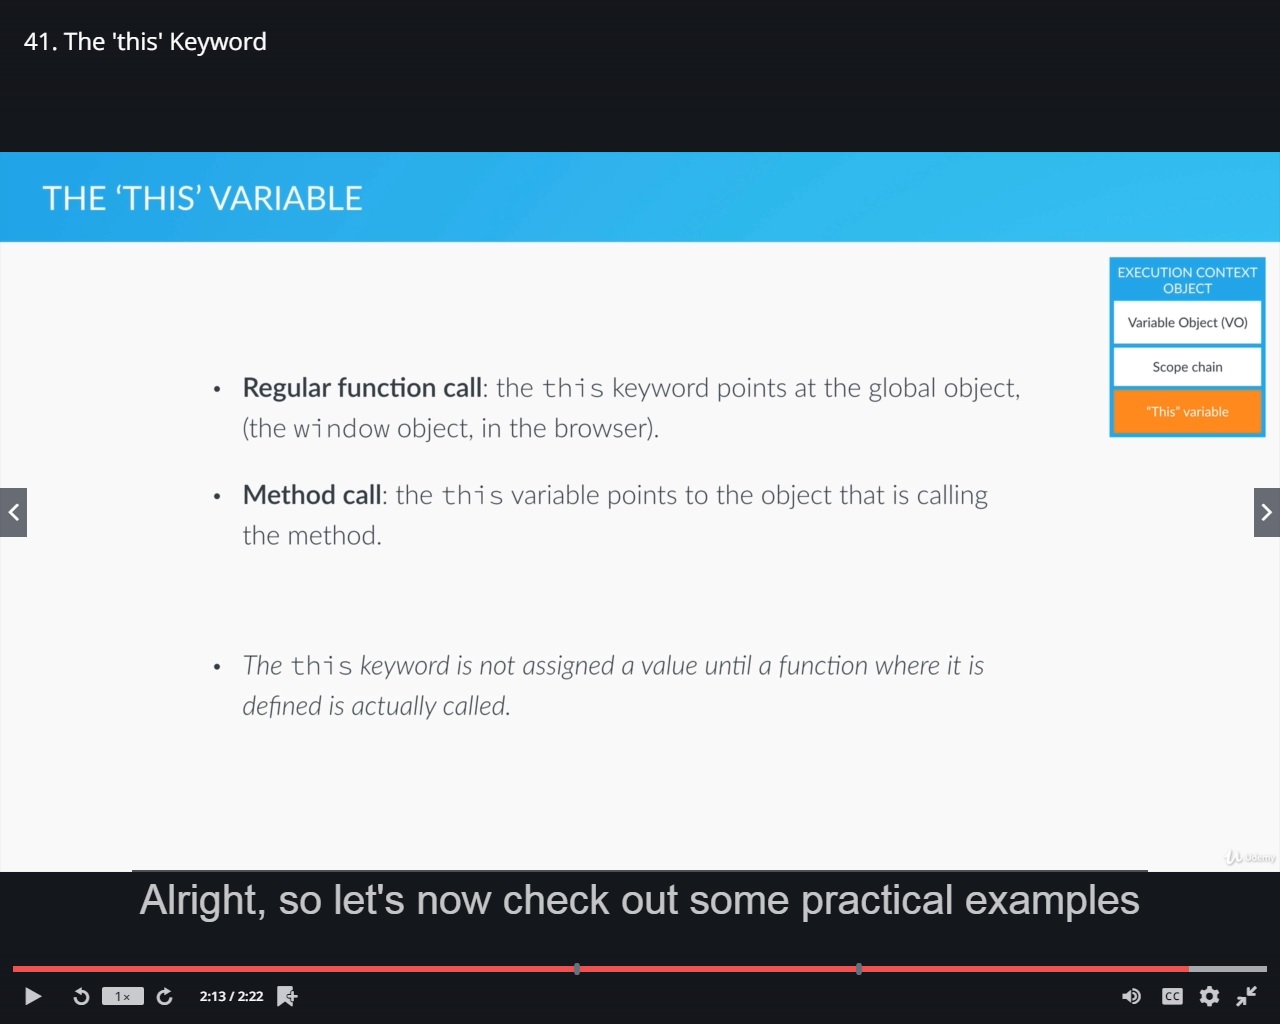 41. The 'this' Keyword
THE ‘THIS’ VARIABLE
EXECUTION CONTEXT
OBJECT
Variable Object (VO)
Scope chain
“This” variable
• Regular function call: the this keyword points at the global object,
(the window object, in the browser).
• Method call: the this variable points to the object that is calling
the method.
• The this keyword is not assigned a value until a function where it is
defined is actually called.
Udemy
Alright, so let's now check out some practical examples
1x
2:13 / 2:22
CC